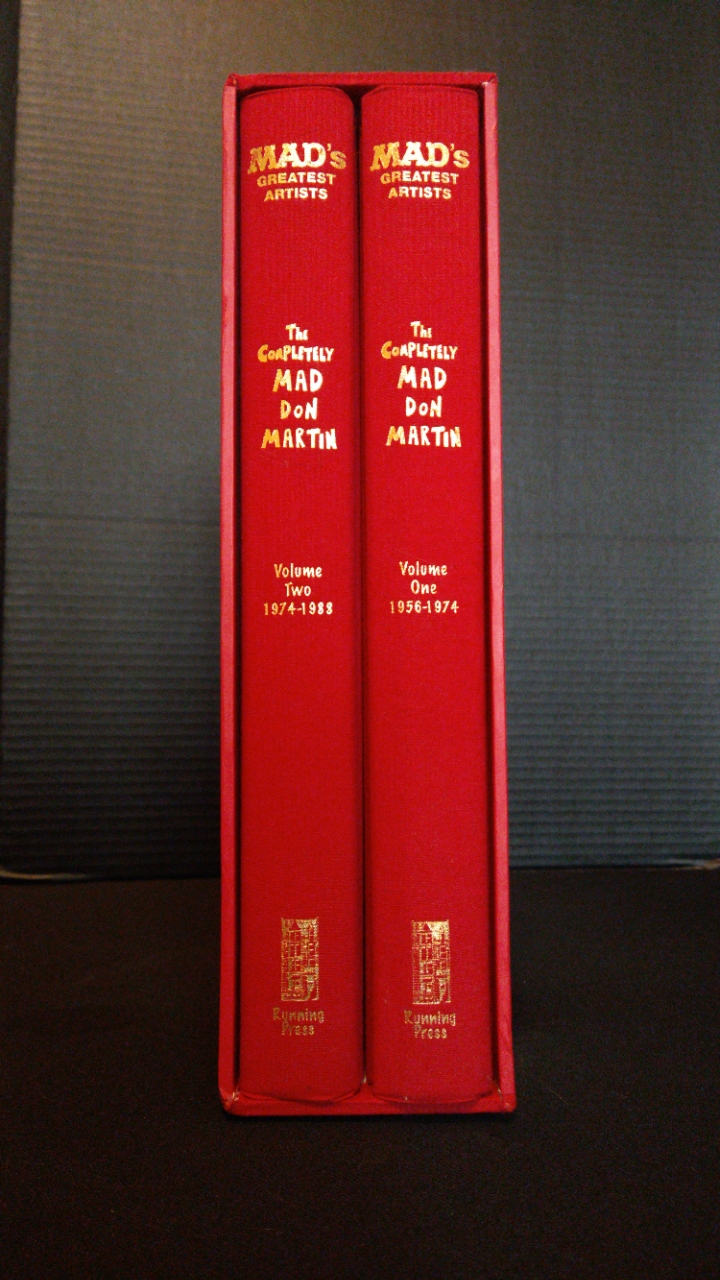 MAD's
GREATEST
ARTISTS
The
COMPLETELY
MAD
DON
MARTIN
Volume
Two
1974-1988
Running
Press
MAD's
GREATEST
ARTISTS
The
COMPLETELY
MAD
DON
MARTIN
Volume
One
1956-1974
Running
Press